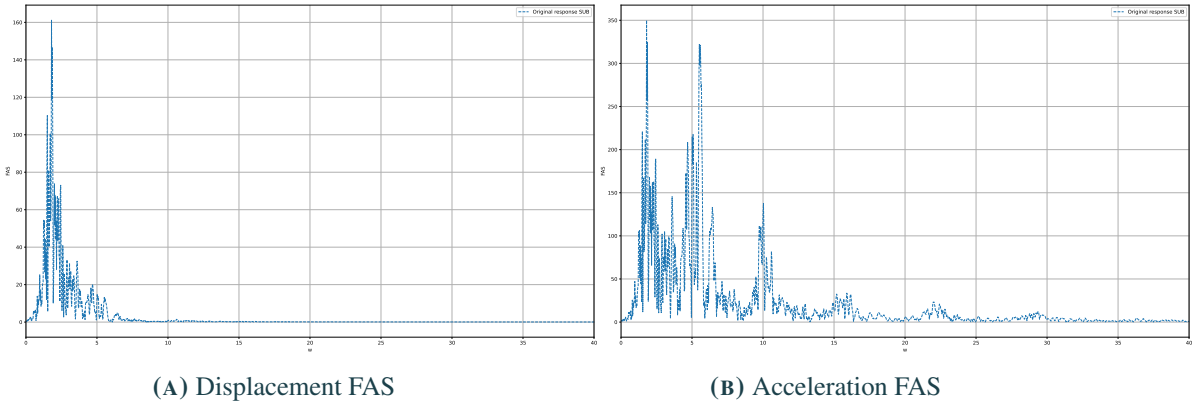 Original response SUB
160
140
120
100
80
60
40
20
0
FAS
0 5 10 15 20 25 30 35 40
w
(A) Displacement FAS
Original response SUB
350
300
250
200
150
100
50
0
FAS
0 5 10 15 20 25 30 35 40
w
(B) Acceleration FAS